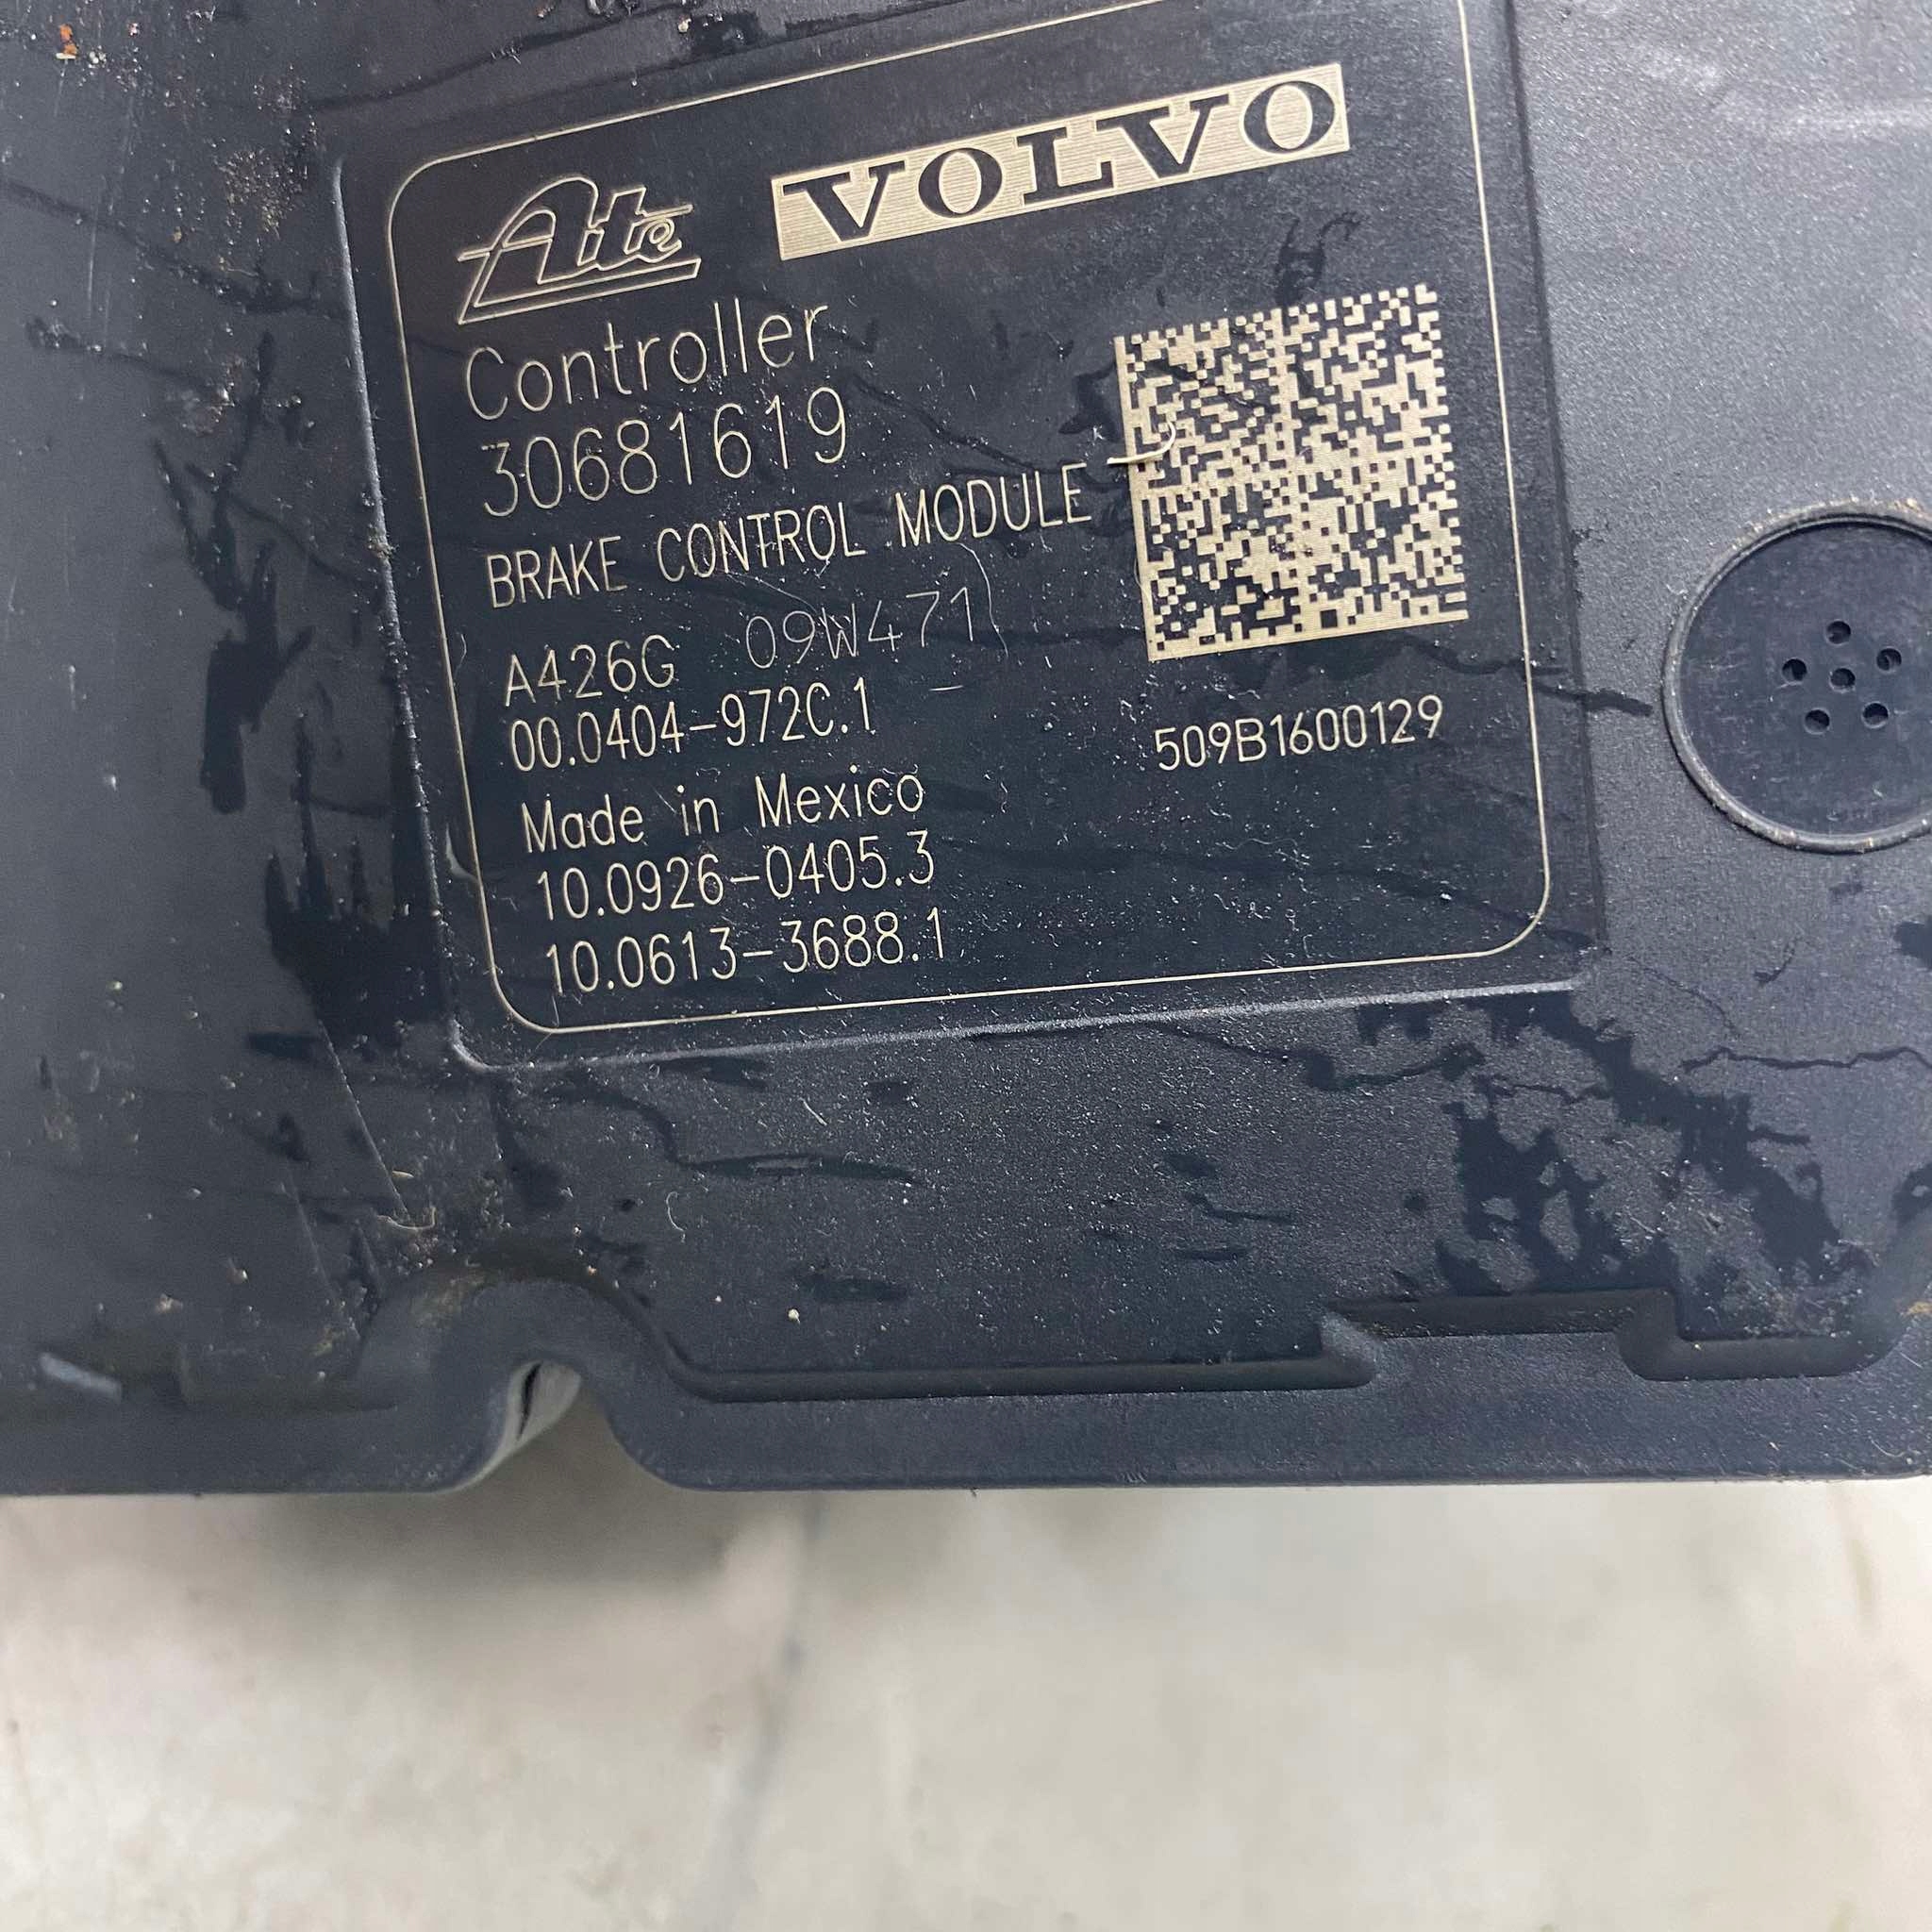 Ate VOLVO
Controller
30681619
BRAKE CONTROL MODULE
A426G 09W471
00.0404-972C.1
509B1600129
Made in Mexico
10.0926-0405.3
10.0613-3688.1